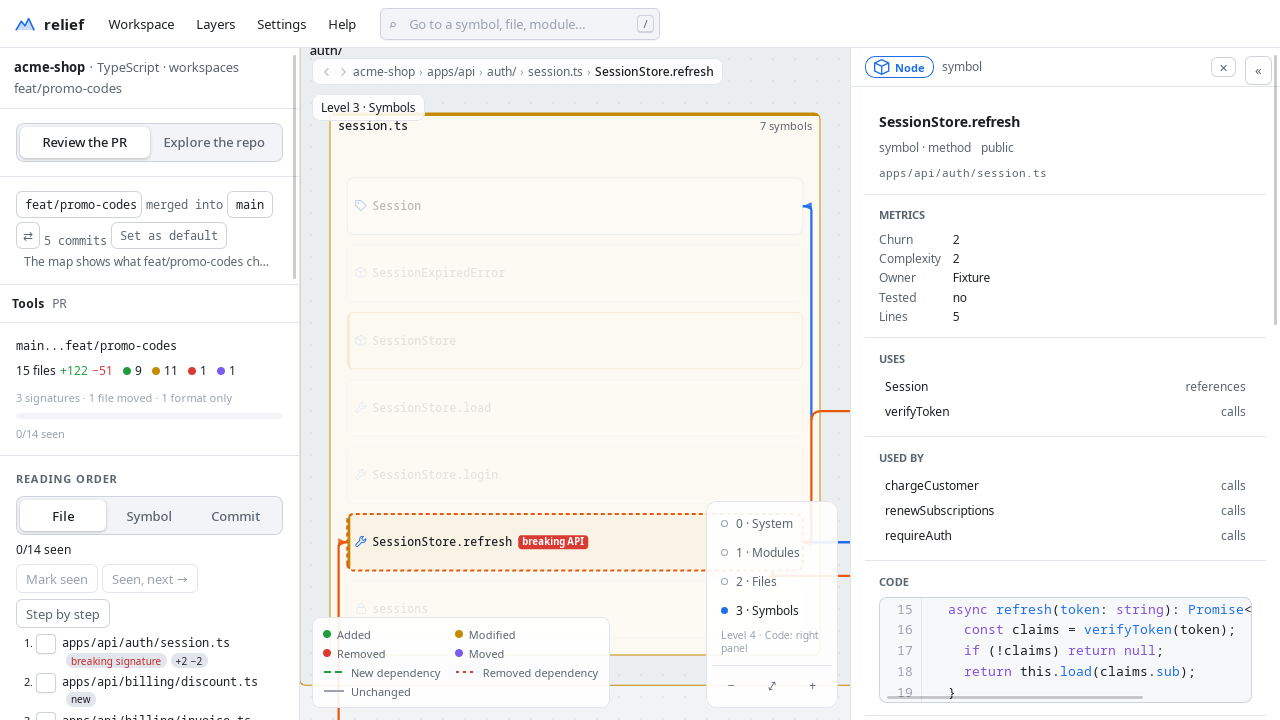 relief
Workspace Layers Settings Help
Go to a symbol, file, module… /
acme-shop · TypeScript · workspaces
feat/promo-codes
Review the PR Explore the repo
feat/promo-codes merged into main
⇄ 5 commits Set as default
The map shows what feat/promo-codes ch…
Tools PR
main...feat/promo-codes
15 files +122 −51 9 11 1 1
3 signatures · 1 file moved · 1 format only
0/14 seen
READING ORDER
File Symbol Commit
0/14 seen
Mark seen Seen, next →
Step by step
1. apps/api/auth/session.ts
breaking signature +2 −2
2. apps/api/billing/discount.ts
new
3. apps/api/billing/invoice.ts
auth/
‹ › acme-shop › apps/api › auth/ › session.ts › SessionStore.refresh
Level 3 · Symbols
session.ts 7 symbols
Session
SessionExpiredError
SessionStore
SessionStore.load
SessionStore.login
SessionStore.refresh breaking API
sessions
Added Modified
Removed Moved
New dependency Removed dependency
Unchanged
0 · System
1 · Modules
2 · Files
3 · Symbols
Level 4 · Code: right
panel
− ⤢ +
Node symbol × «
SessionStore.refresh
symbol · method public
apps/api/auth/session.ts
METRICS
Churn 2
Complexity 2
Owner Fixture
Tested no
Lines 5
USES
Session references
verifyToken calls
USED BY
chargeCustomer calls
renewSubscriptions calls
requireAuth calls
CODE
15 async refresh(token: string): Promise<
16 const claims = verifyToken(token);
17 if (!claims) return null;
18 return this.load(claims.sub);
19 }